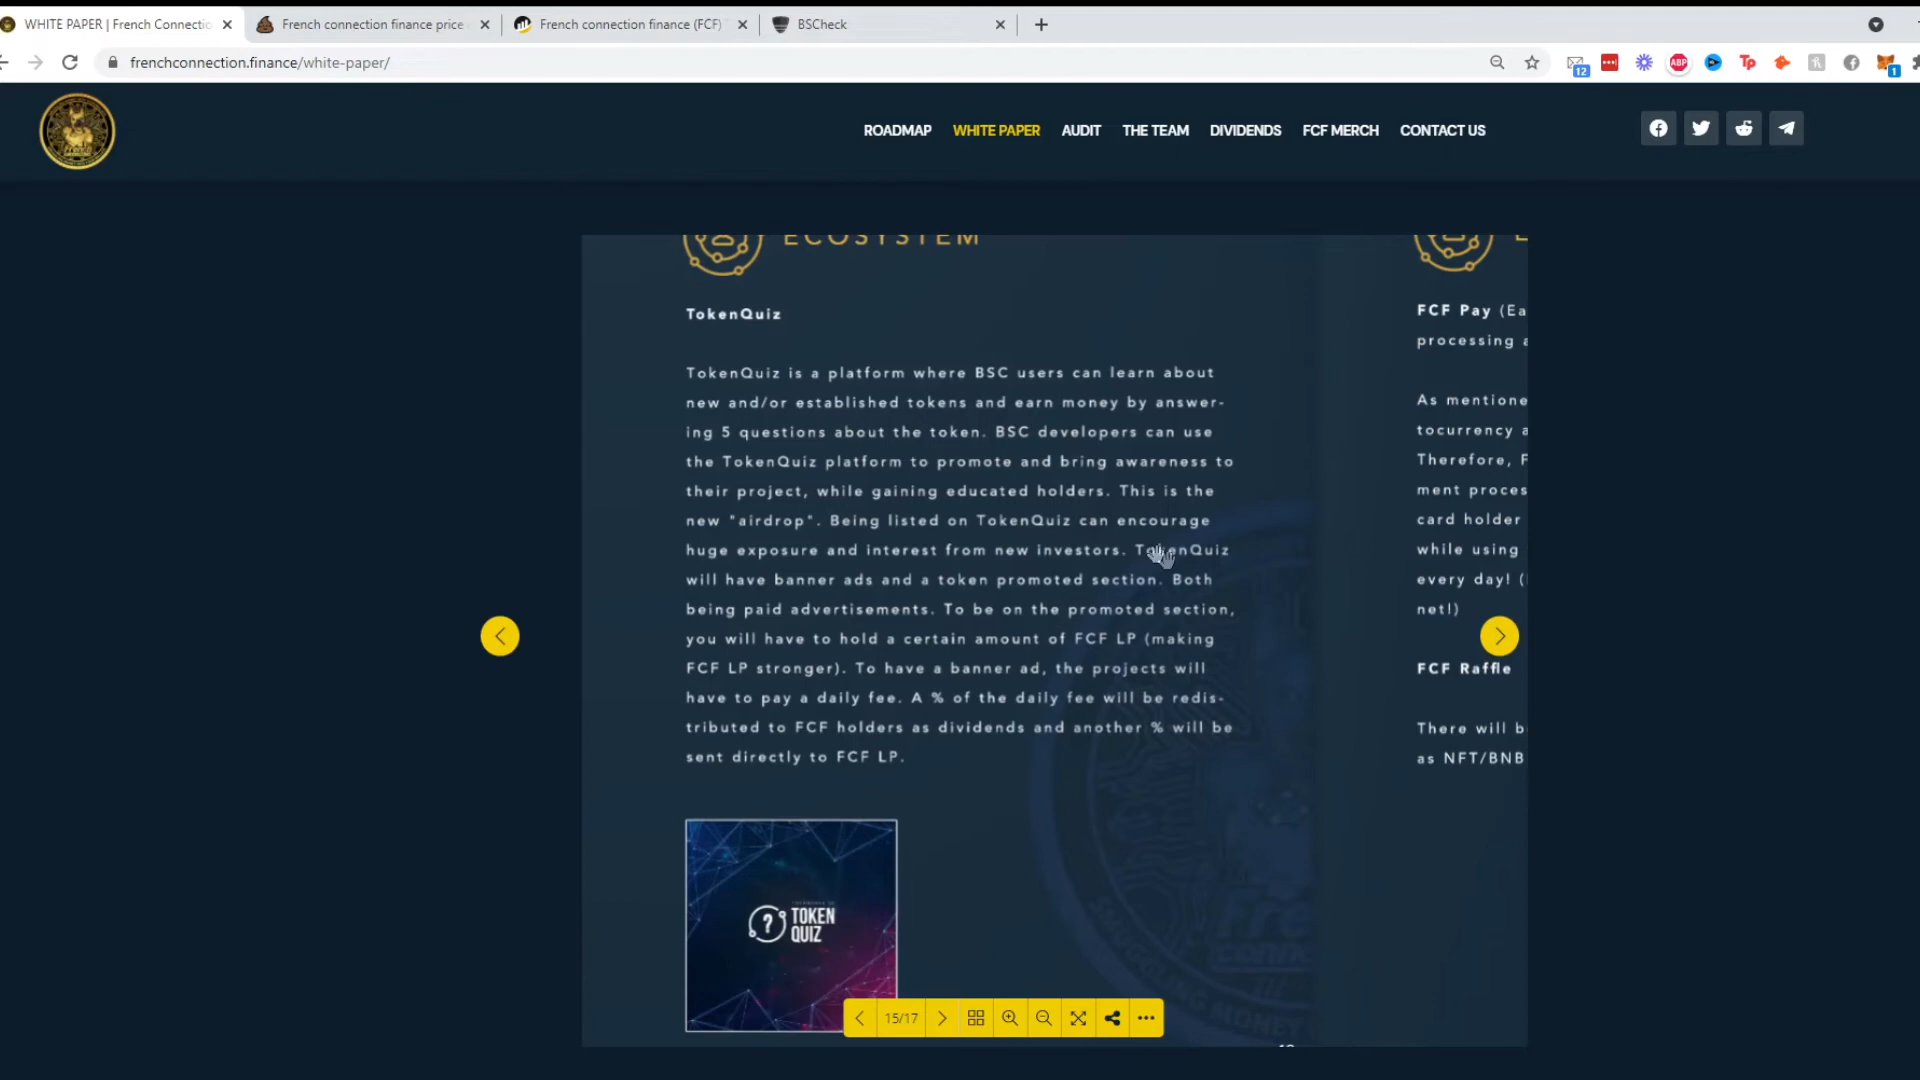 WHITE PAPER | French Connectio
French connection finance price
French connection finance (FCF)
BSCheck
frenchconnection.finance/white-paper/
12
ABP
Tp
1
ROADMAP WHITE PAPER AUDIT THE TEAM DIVIDENDS FCF MERCH CONTACT US
ECOSYSTEM
TokenQuiz
TokenQuiz is a platform where BSC users can learn about
new and/or established tokens and earn money by answer-
ing 5 questions about the token. BSC developers can use
the TokenQuiz platform to promote and bring awareness to
their project, while gaining educated holders. This is the
new "airdrop". Being listed on TokenQuiz can encourage
huge exposure and interest from new investors. TokenQuiz
will have banner ads and a token promoted section. Both
being paid advertisements. To be on the promoted section,
you will have to hold a certain amount of FCF LP (making
FCF LP stronger). To have a banner ad, the projects will
have to pay a daily fee. A % of the daily fee will be redis-
tributed to FCF holders as dividends and another % will be
sent directly to FCF LP.
? TOKEN
QUIZ
FCF Pay (Ea
processing a
As mentione
tocurrency a
Therefore, F
ment proces
card holder
while using
every day! (
net!)
FCF Raffle
There will b
as NFT/BNB
15/17